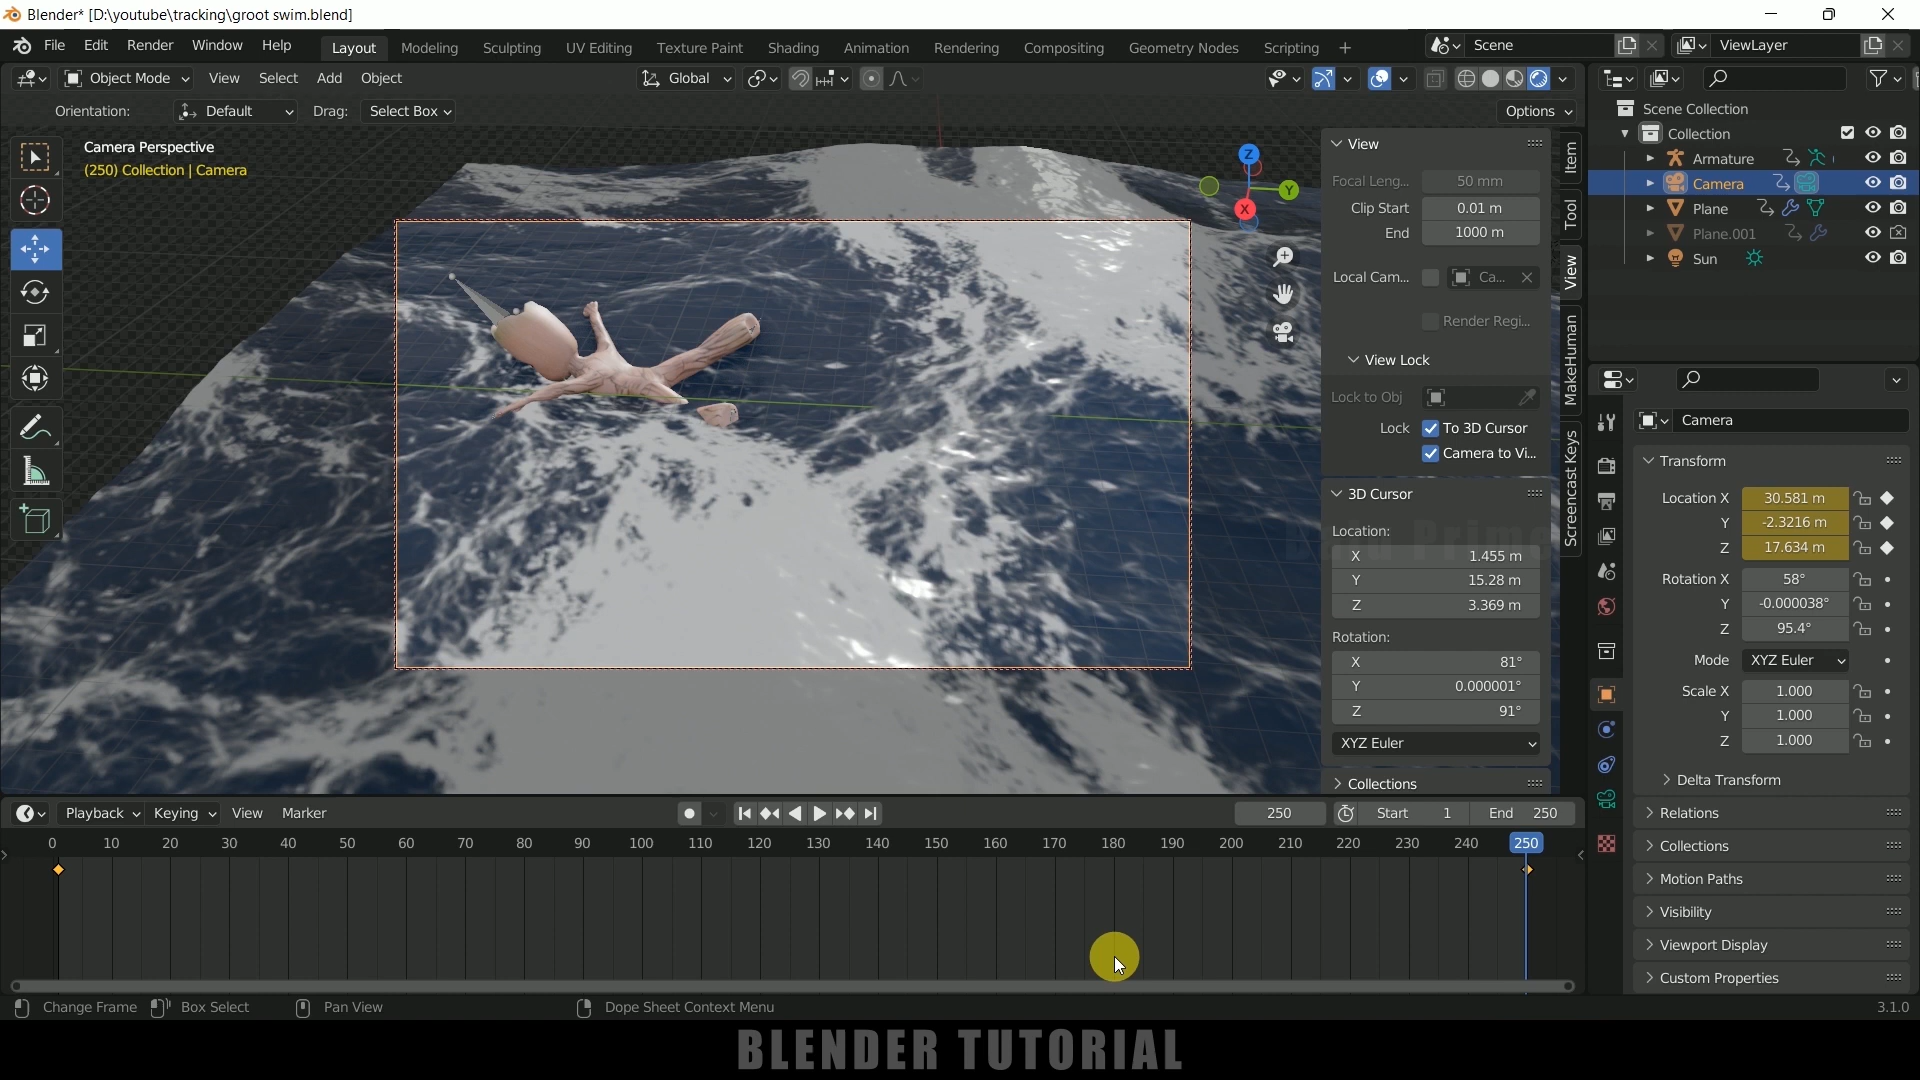 Blender* [D:\youtube\tracking\groot swim.blend]
File Edit Render Window Help Layout Modeling Sculpting UV Editing Texture Paint Shading Animation Rendering Compositing Geometry Nodes Scripting + Scene ViewLayer
Object Mode View Select Add Object Global
Orientation: Default Drag: Select Box Options
Camera Perspective
(250) Collection | Camera
Z
Y
X
View
Focal Leng... 50 mm
Clip Start 0.01 m
End 1000 m
Local Cam... Ca...
Render Regi...
View Lock
Lock to Obj
Lock To 3D Cursor
Camera to Vi...
3D Cursor
Location:
X 1.455 m
Y 15.28 m
Z 3.369 m
Rotation:
X 81°
Y 0.000001°
Z 91°
XYZ Euler
Collections
Item
Tool
View
MakeHuman
Screencast Keys
Scene Collection
Collection
Armature
Camera
Plane
Plane.001
Sun
Camera
Transform
Location X 30.581 m
Y -2.3216 m
Z 17.634 m
Rotation X 58°
Y -0.000038°
Z 95.4°
Mode XYZ Euler
Scale X 1.000
Y 1.000
Z 1.000
Delta Transform
Relations
Collections
Motion Paths
Visibility
Viewport Display
Custom Properties
Playback Keying View Marker 250 Start 1 End 250
0 10 20 30 40 50 60 70 80 90 100 110 120 130 140 150 160 170 180 190 200 210 220 230 240 250
Change Frame Box Select Pan View Dope Sheet Context Menu 3.1.0
BLENDER TUTORIAL